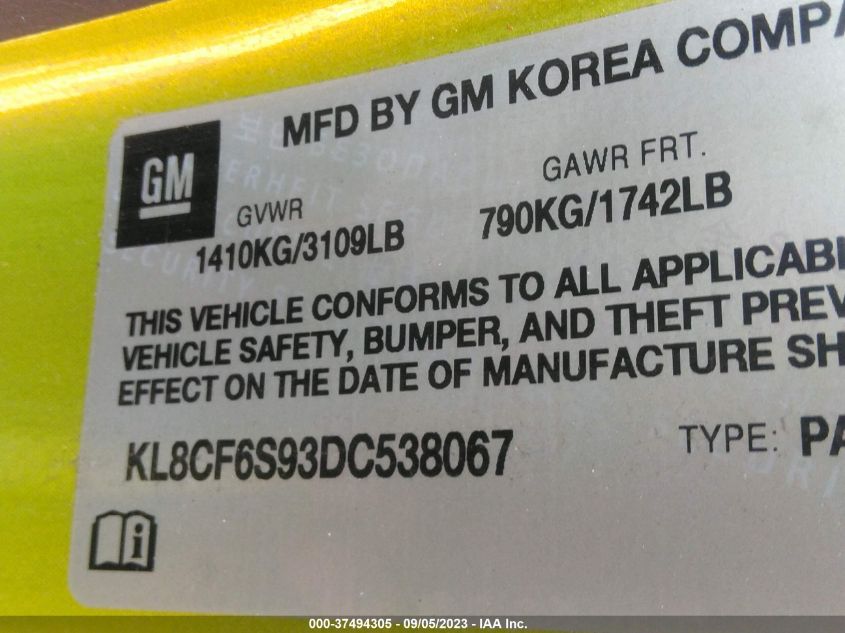 MFD BY GM KOREA COMPA
GM
GVWR
1410KG/3109LB
GAWR FRT.
790KG/1742LB
THIS VEHICLE CONFORMS TO ALL APPLICABL
VEHICLE SAFETY, BUMPER, AND THEFT PREV
EFFECT ON THE DATE OF MANUFACTURE SH
KL8CF6S93DC538067
TYPE: PA
000-37494305 - 09/05/2023 - IAA Inc.